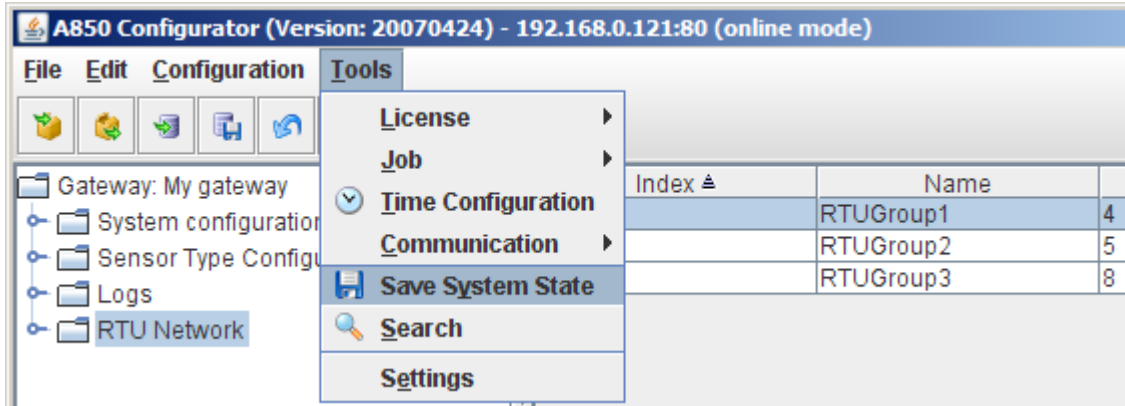 A850 Configurator (Version: 20070424) - 192.168.0.121:80 (online mode)
File Edit Configuration Tools
License
Job
Time Configuration
Communication
Save System State
Search
Settings
Gateway: My gateway
System configuration
Sensor Type Configu
Logs
RTU Network
Index Name
RTUGroup1 4
RTUGroup2 5
RTUGroup3 8